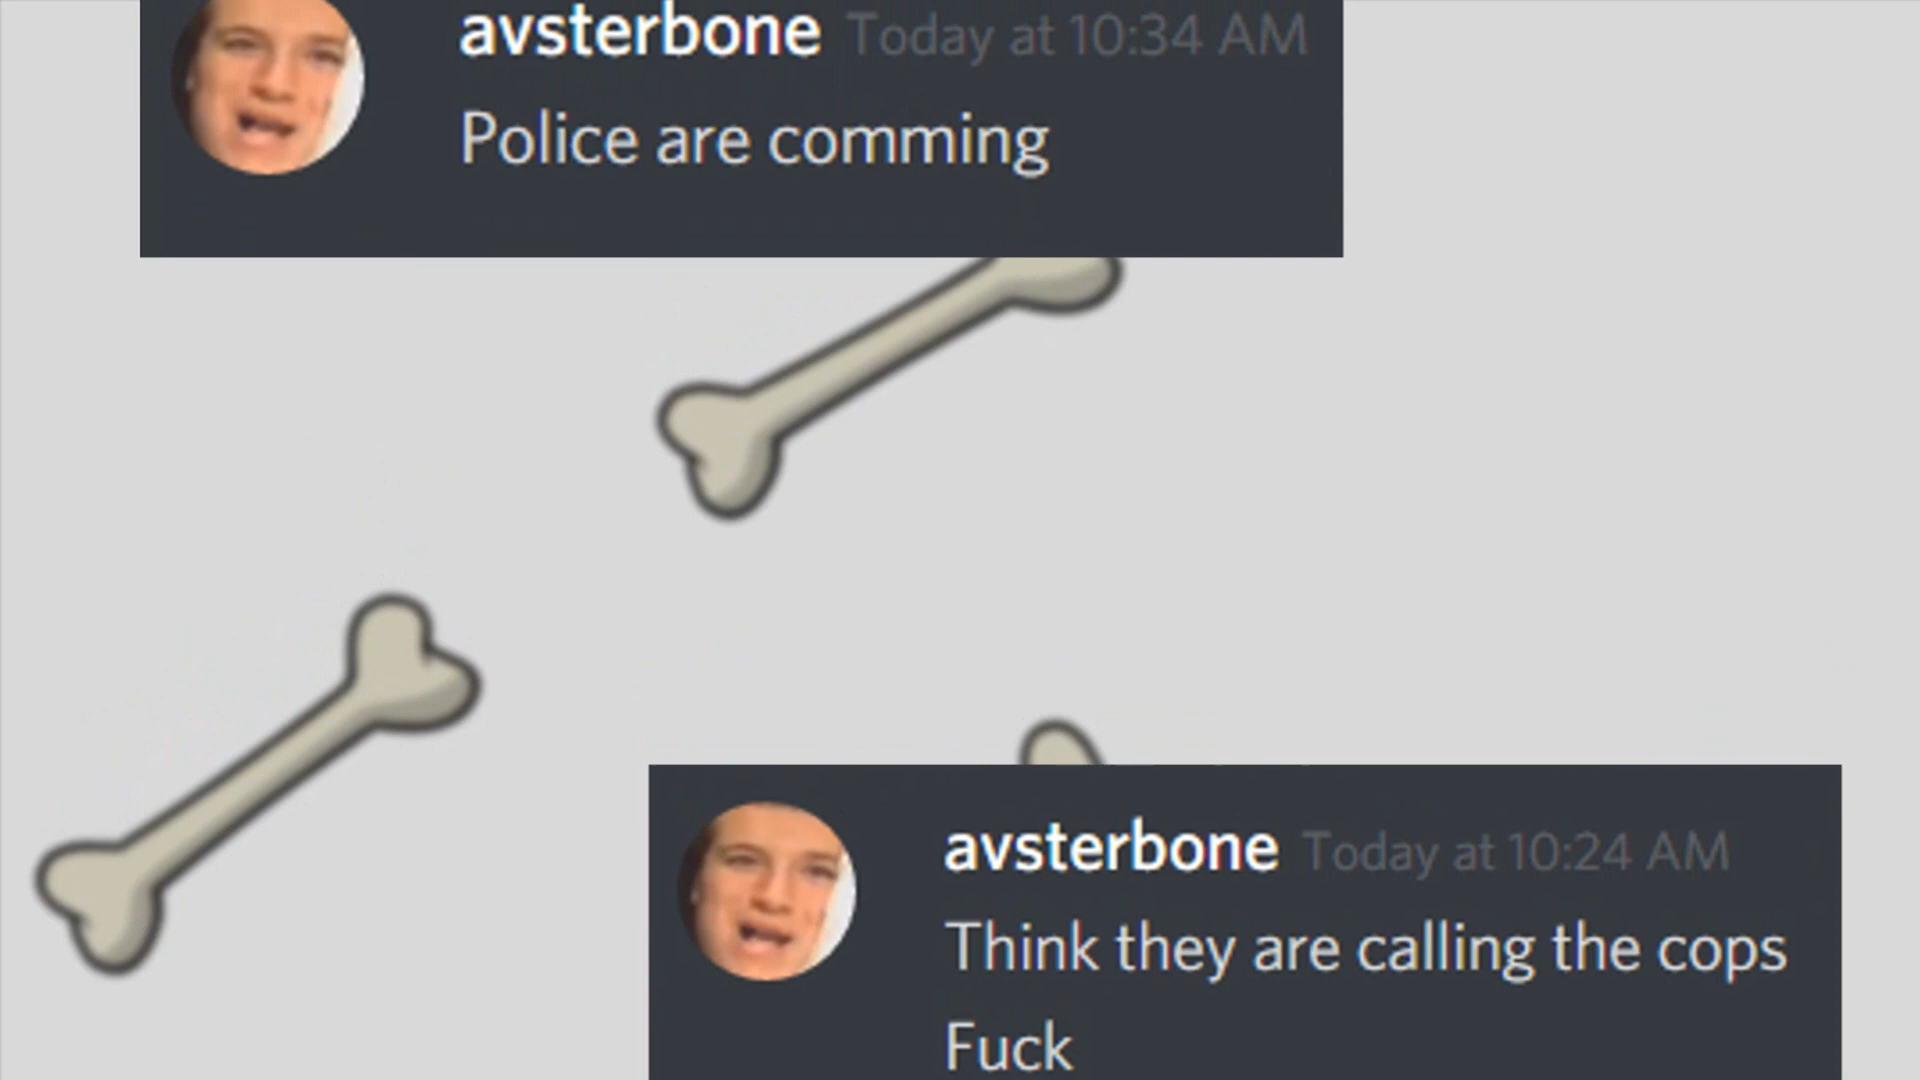 avsterbone Today at 10:34 AM
Police are comming
avsterbone Today at 10:24 AM
Think they are calling the cops
Fuck